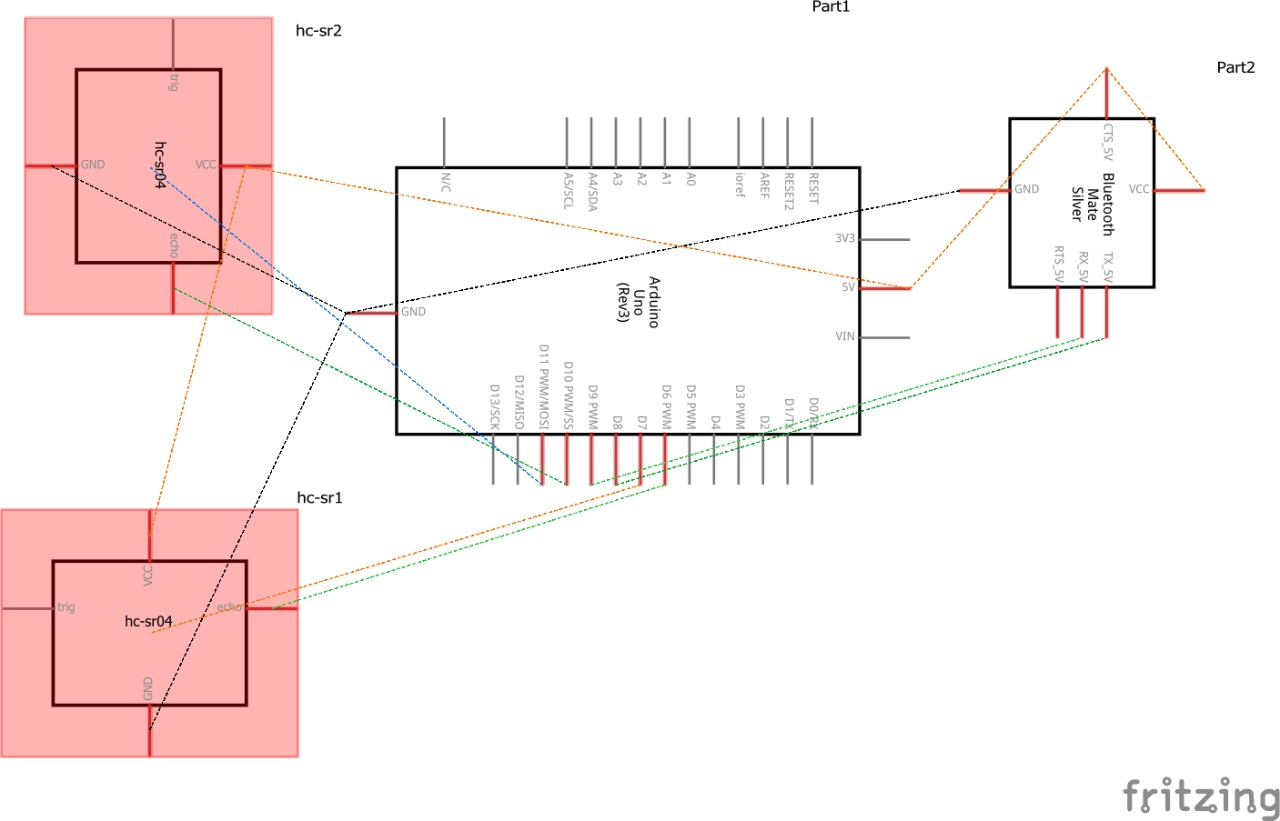 Part1
hc-sr2
Part2
trig
GND
hc-sr04
VCC
echo
N/C
A5/SCL
A4/SDA
A3
A2
A1
A0
ioref
AREF
RESET2
RESET
3V3
5V
VIN
GND
Arduino
Uno
(Rev3)
D13/SCK
D12/MISO
D11 PWM/MOSI
D10 PWM/SS
D9 PWM
D8
D7
D6 PWM
D5 PWM
D4
D3 PWM
D2
D1/TX
D0/RX
CTS_5V
GND
Bluetooth
Mate
Silver
VCC
RTS_5V
RX_5V
TX_5V
hc-sr1
VCC
trig
hc-sr04
echo
GND
fritzing